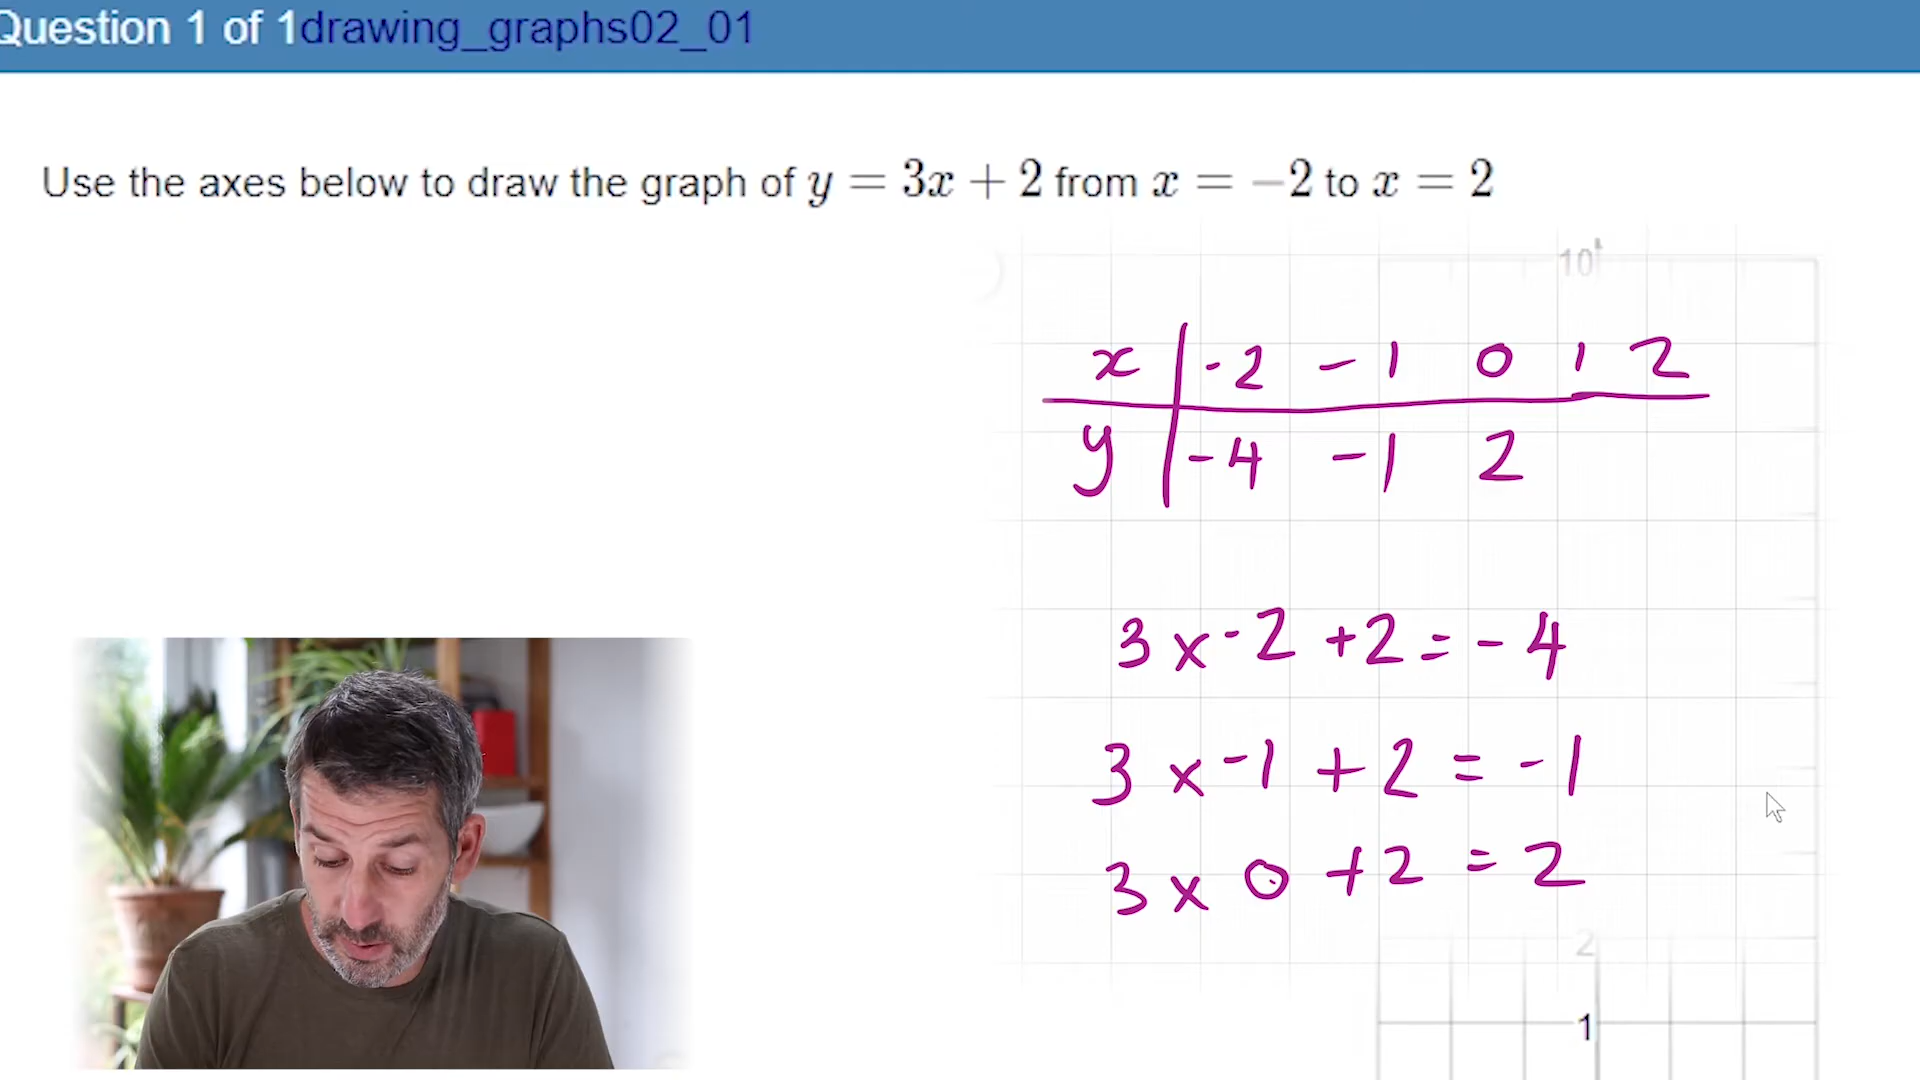 Question 1 of 1drawing_graphs02_01
Use the axes below to draw the graph of y = 3x + 2 from x = −2 to x = 2
10
x | -2 -1 0 1 2
y | -4 -1 2
3 x -2 +2 = -4
3 x -1 +2 = -1
3 x 0 +2 = 2
2
1